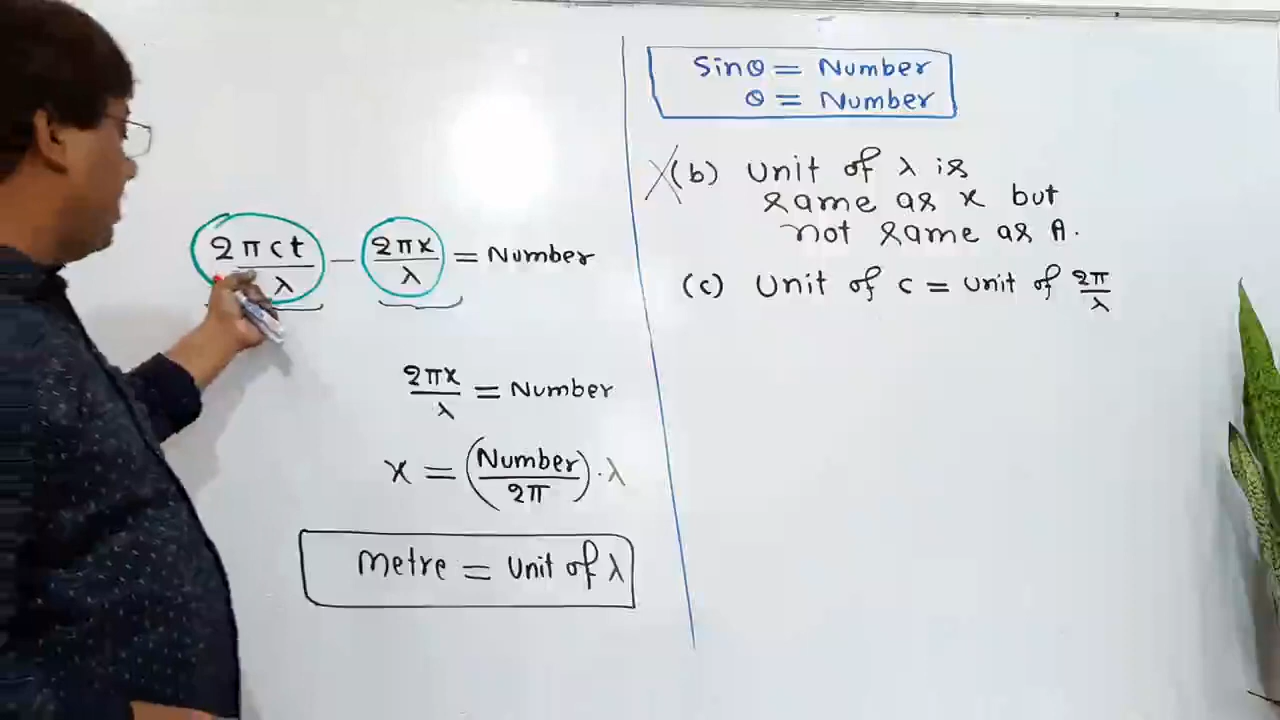 2πct/λ − 2πx/λ = Number
2πx/λ = Number
x = (Number/2π) · λ
Metre = Unit of λ
Sinθ = Number
θ = Number
X (b) Unit of λ is
same as x but
not same as A.
(c) Unit of c = Unit of 2π/λ